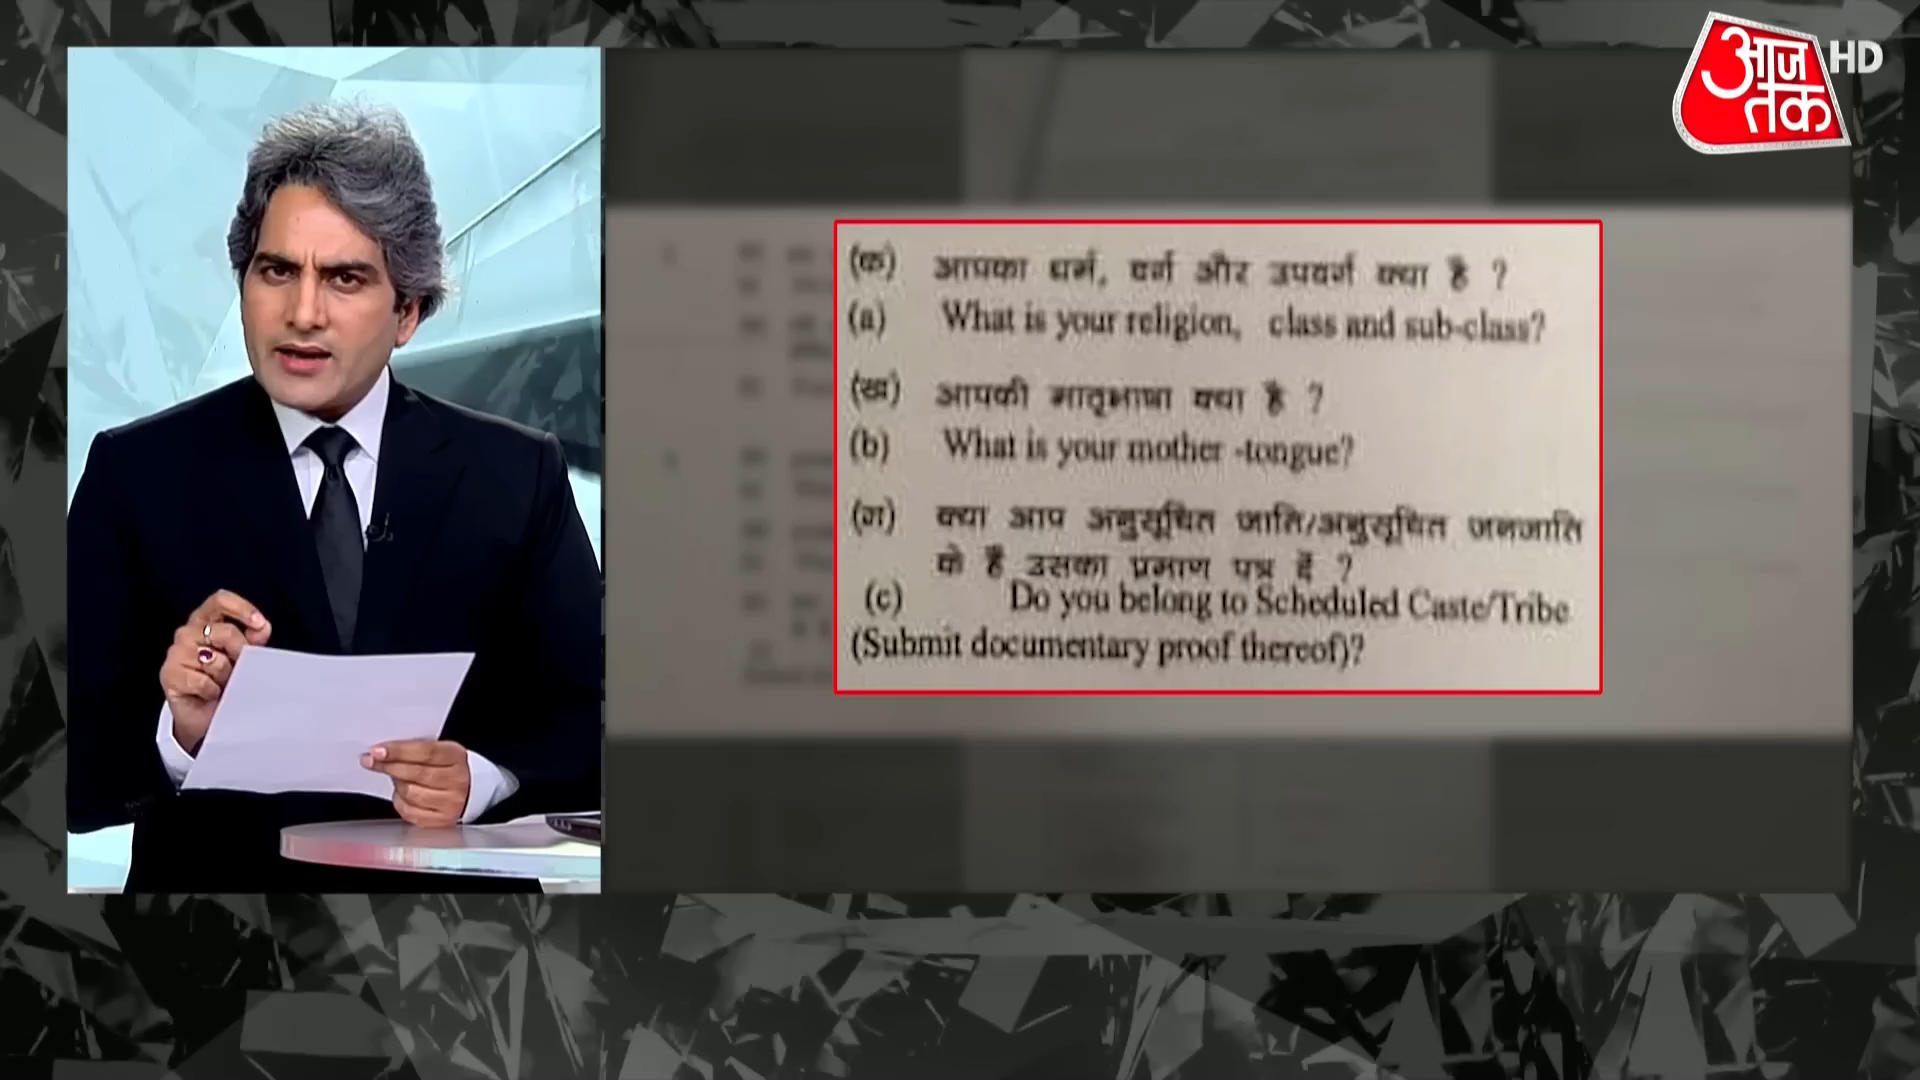 आज
तक
HD
(क) आपका धर्म, वर्ग और उपवर्ग क्या है ?
(a) What is your religion, class and sub-class?
(ख) आपकी मातृभाषा क्या है ?
(b) What is your mother -tongue?
(ग) क्या आप अनुसूचित जाति/अनुसूचित जनजाति
के हैं उसका प्रमाण पत्र दें ?
(c) Do you belong to Scheduled Caste/Tribe
(Submit documentary proof thereof)?